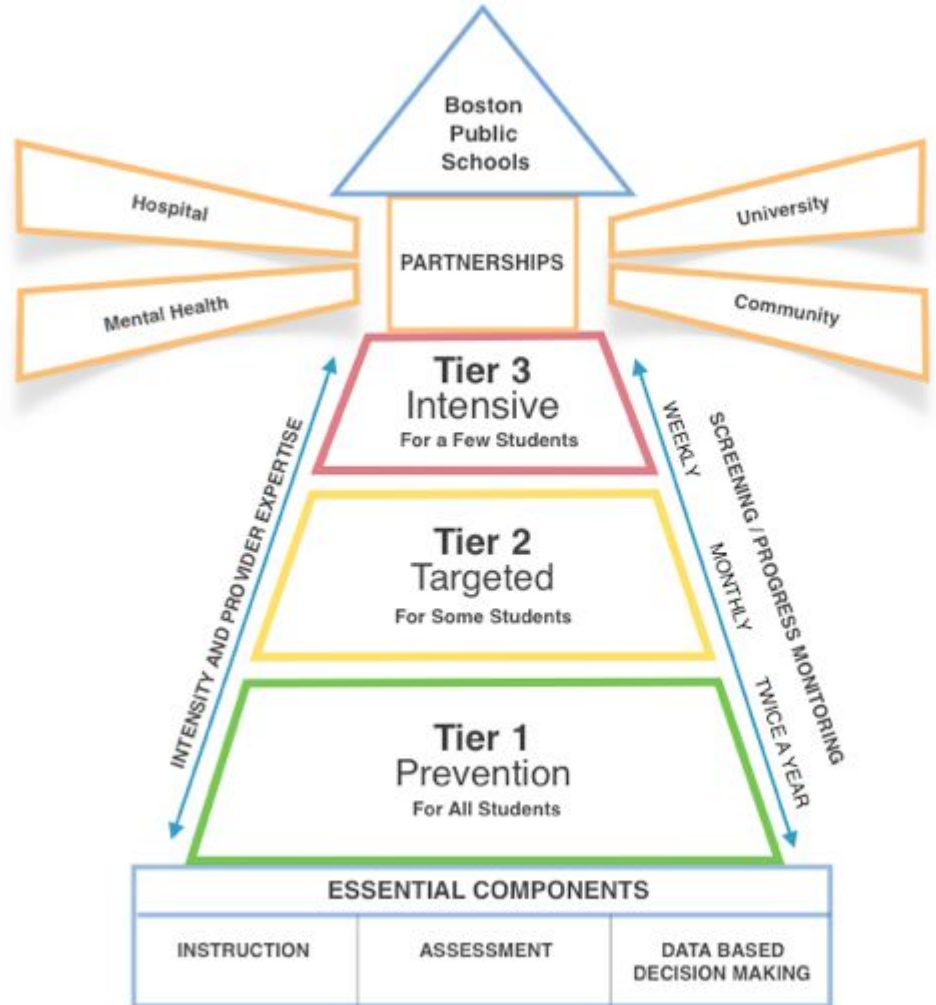 Boston
Public
Schools
Hospital
University
PARTNERSHIPS
Mental Health
Community
Tier 3
Intensive
For a Few Students
Tier 2
Targeted
For Some Students
Tier 1
Prevention
For All Students
INTENSITY AND PROVIDER EXPERTISE
WEEKLY
MONTHLY
TWICE A YEAR
SCREENING / PROGRESS MONITORING
ESSENTIAL COMPONENTS
INSTRUCTION
ASSESSMENT
DATA BASED
DECISION MAKING